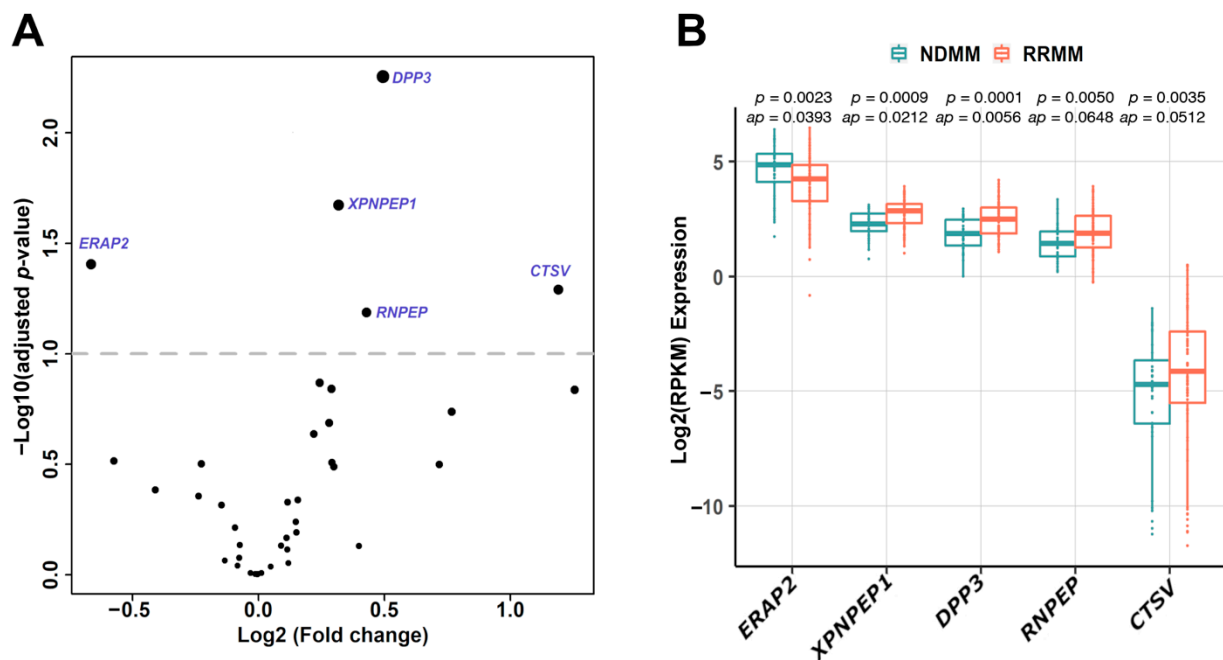 A
−Log10(adjusted p-value)
2.0
1.5
1.0
0.5
0.0
DPP3
XPNPEP1
ERAP2
CTSV
RNPEP
−0.5
0.0
0.5
1.0
Log2 (Fold change)
B
NDMM RRMM
p = 0.0023 p = 0.0009 p = 0.0001 p = 0.0050 p = 0.0035
ap = 0.0393 ap = 0.0212 ap = 0.0056 ap = 0.0648 ap = 0.0512
Log2(RPKM) Expression
5
0
−5
−10
ERAP2
XPNPEP1
DPP3
RNPEP
CTSV